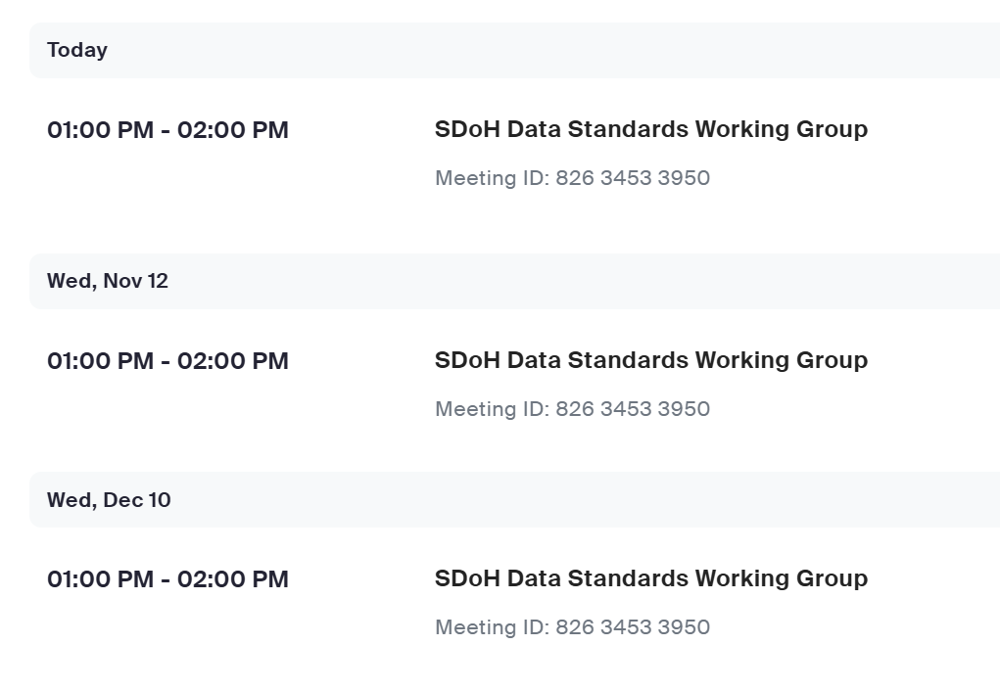 Today
01:00 PM - 02:00 PM
SDoH Data Standards Working Group
Meeting ID: 826 3453 3950
Wed, Nov 12
01:00 PM - 02:00 PM
SDoH Data Standards Working Group
Meeting ID: 826 3453 3950
Wed, Dec 10
01:00 PM - 02:00 PM
SDoH Data Standards Working Group
Meeting ID: 826 3453 3950